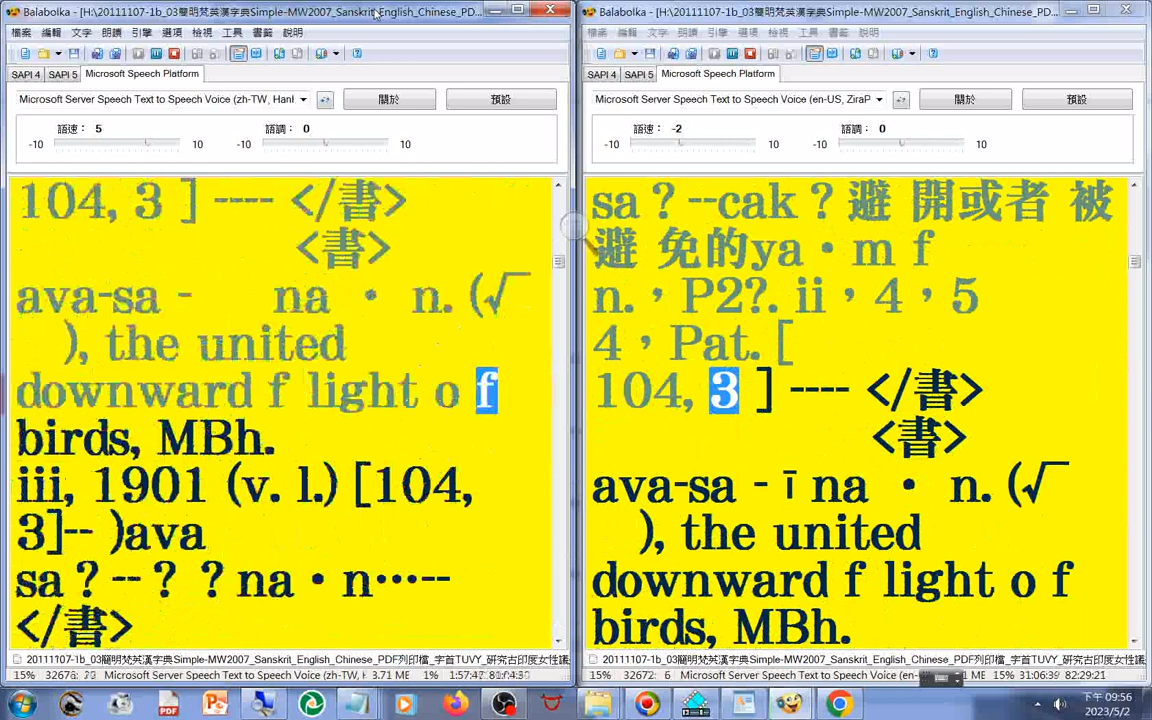 Balabolka - [H:\20111107-1b_03簡明梵英漢字典Simple-MW2007_Sanskrit_English_Chinese_PD...
檔案 編輯 文字 朗讀 引擎 選項 檢視 工具 書籤 說明
SAPI 4 SAPI 5 Microsoft Speech Platform
Microsoft Server Speech Text to Speech Voice (zh-TW, Hanl
關於 預設
語速: 5 語調: 0
-10 10 -10 10
104, 3 ] ---- </書>
<書>
ava-sa - na • n. (√
), the united
downward f light o f
birds, MBh.
iii, 1901 (v. l.) [104,
3]-- )ava
sa？--？？na•n…--
</書>
20111107-1b_03簡明梵英漢字典Simple-MW2007_Sanskrit_English_Chinese_PDF列印檔_字首TUVY_研究古印度女性議
15% Microsoft Server Speech Text to Speech Voice (zh-TW, H 3.71 MB 1%
Balabolka - [H:\20111107-1b_03簡明梵英漢字典Simple-MW2007_Sanskrit_English_Chinese_PD...
檔案 編輯 文字 朗讀 引擎 選項 檢視 工具 書籤 說明
SAPI 4 SAPI 5 Microsoft Speech Platform
Microsoft Server Speech Text to Speech Voice (en-US, ZiraP
關於 預設
語速: -2 語調: 0
-10 10 -10 10
sa？--cak？避 開或者 被
避 免的ya•m f
n.，P2?. ii，4，5
4，Pat. [
104, 3 ] ---- </書>
<書>
ava-sa - ī na • n. (√
), the united
downward f light o f
birds, MBh.
20111107-1b_03簡明梵英漢字典Simple-MW2007_Sanskrit_English_Chinese_PDF列印檔_字首TUVY_研究古印度女性議
15% 32672: 6 Microsoft Server Speech Text to Speech Voice (en- 15% 31:06:39 82:29:21
下午 09:56
2023/5/2